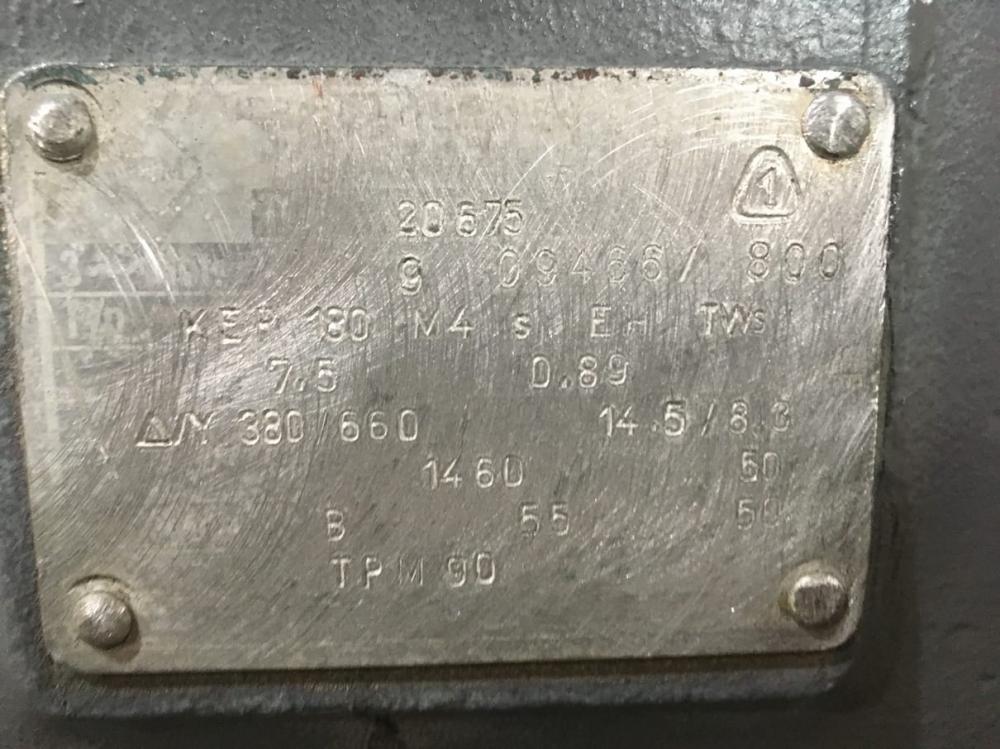 1
20675
9 09466/ 800
KER 180 M4 s EH TWs
7.5 0.89
Δ/Y 380/660 14.5/8.3
1460 50
B 55 50
TPM 90